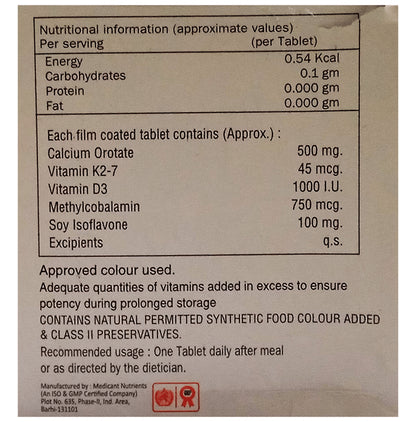 Nutritional information (approximate values)
Per serving (per Tablet)
Energy 0.54 Kcal
Carbohydrates 0.1 gm
Protein 0.000 gm
Fat 0.000 gm
Each film coated tablet contains (Approx.) :
Calcium Orotate 500 mg.
Vitamin K2-7 45 mcg.
Vitamin D3 1000 I.U.
Methylcobalamin 750 mcg.
Soy Isoflavone 100 mg.
Excipients q.s.
Approved colour used.
Adequate quantities of vitamins added in excess to ensure
potency during prolonged storage
CONTAINS NATURAL PERMITTED SYNTHETIC FOOD COLOUR ADDED
& CLASS II PRESERVATIVES.
Recommended usage : One Tablet daily after meal
or as directed by the dietician.
Manufactured by : Medicant Nutrients
(An ISO & GMP Certified Company)
Plot No. 635, Phase-II, Ind. Area,
Barhi-131101